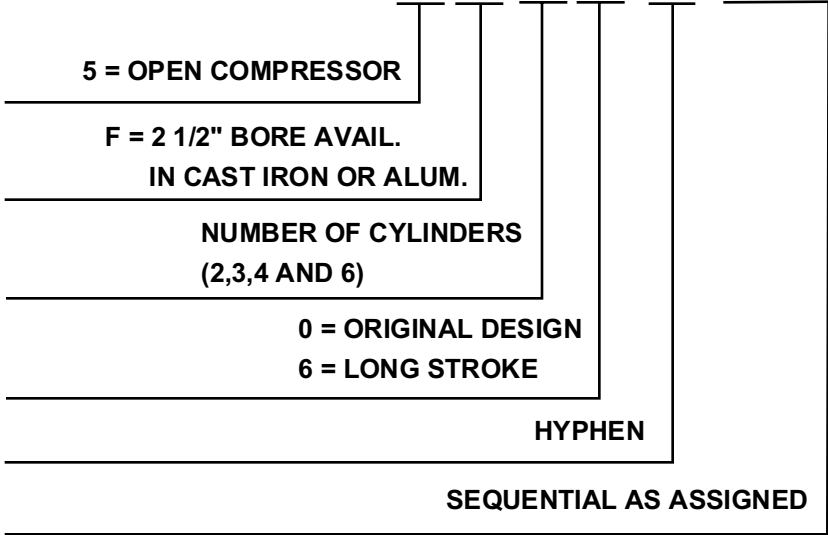 5 = OPEN COMPRESSOR
F = 2 1/2" BORE AVAIL.
IN CAST IRON OR ALUM.
NUMBER OF CYLINDERS
(2,3,4 AND 6)
0 = ORIGINAL DESIGN
6 = LONG STROKE
HYPHEN
SEQUENTIAL AS ASSIGNED